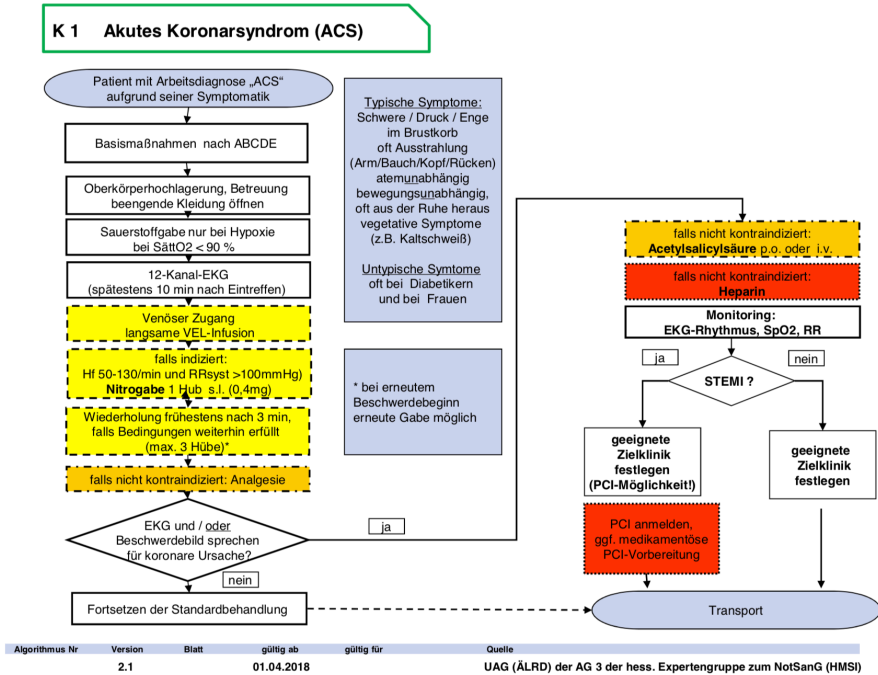 K 1 Akutes Koronarsyndrom (ACS)
Patient mit Arbeitsdiagnose „ACS“
aufgrund seiner Symptomatik
Basismaßnahmen nach ABCDE
Oberkörperhochlagerung, Betreuung
beengende Kleidung öffnen
Sauerstoffgabe nur bei Hypoxie
bei SättO2 < 90 %
12-Kanal-EKG
(spätestens 10 min nach Eintreffen)
Venöser Zugang
langsame VEL-Infusion
falls indiziert:
Hf 50-130/min und RRsyst >100mmHg)
Nitrogabe 1 Hub s.l. (0,4mg)
Wiederholung frühestens nach 3 min,
falls Bedingungen weiterhin erfüllt
(max. 3 Hübe)*
falls nicht kontraindiziert: Analgesie
EKG und / oder
Beschwerdebild sprechen
für koronare Ursache?
ja
nein
Fortsetzen der Standardbehandlung
Typische Symptome:
Schwere / Druck / Enge
im Brustkorb
oft Ausstrahlung
(Arm/Bauch/Kopf/Rücken)
atemunabhängig
bewegungsunabhängig,
oft aus der Ruhe heraus
vegetative Symptome
(z.B. Kaltschweiß)
Untypische Symtome
oft bei Diabetikern
und bei Frauen
* bei erneutem
Beschwerdebeginn
erneute Gabe möglich
falls nicht kontraindiziert:
Acetylsalicylsäure p.o. oder i.v.
falls nicht kontraindiziert:
Heparin
Monitoring:
EKG-Rhythmus, SpO2, RR
ja
nein
STEMI ?
geeignete
Zielklinik
festlegen
(PCI-Möglichkeit!)
geeignete
Zielklinik
festlegen
PCI anmelden,
ggf. medikamentöse
PCI-Vorbereitung
Transport
Algorithmus Nr Version Blatt gültig ab gültig für Quelle
2.1 01.04.2018 UAG (ÄLRD) der AG 3 der hess. Expertengruppe zum NotSanG (HMSI)